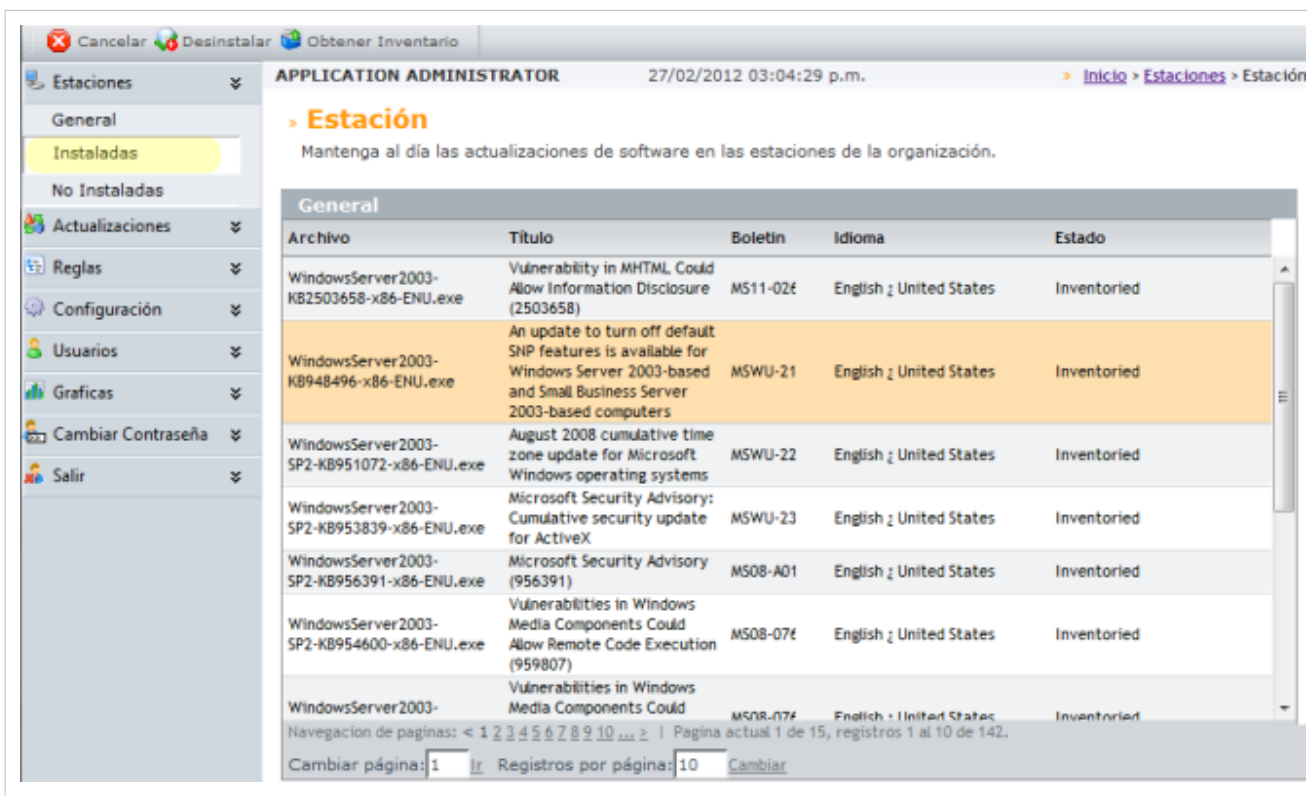 Cancelar Desinstalar Obtener Inventario
Estaciones
General
Instaladas
No Instaladas
Actualizaciones
Reglas
Configuración
Usuarios
Graficas
Cambiar Contraseña
Salir
APPLICATION ADMINISTRATOR 27/02/2012 03:04:29 p.m. » Inicio > Estaciones > Estación
» Estación
Mantenga al día las actualizaciones de software en las estaciones de la organización.
General
Archivo Título Boletin Idioma Estado
Vulnerability in MHTML Could
WindowsServer2003- Allow Information Disclosure MS11-026 English ¿ United States Inventoried
KB2503658-x86-ENU.exe (2503658)
An update to turn off default
SNP features is available for
WindowsServer2003- Windows Server 2003-based MSWU-21 English ¿ United States Inventoried
KB948496-x86-ENU.exe and Small Business Server
2003-based computers
August 2008 cumulative time
WindowsServer2003- zone update for Microsoft MSWU-22 English ¿ United States Inventoried
SP2-KB951072-x86-ENU.exe Windows operating systems
Microsoft Security Advisory:
WindowsServer2003- Cumulative security update MSWU-23 English ¿ United States Inventoried
SP2-KB953839-x86-ENU.exe for ActiveX
WindowsServer2003- Microsoft Security Advisory MS08-A01 English ¿ United States Inventoried
SP2-KB956391-x86-ENU.exe (956391)
Vulnerabilities in Windows
WindowsServer2003- Media Components Could MS08-076 English ¿ United States Inventoried
SP2-KB954600-x86-ENU.exe Allow Remote Code Execution
(959807)
Vulnerabilities in Windows
WindowsServer2003- Media Components Could MS08-076 English ¿ United States Inventoried
Navegacion de paginas: < 1 2 3 4 5 6 7 8 9 10 ... > | Pagina actual 1 de 15, registros 1 al 10 de 142.
Cambiar página: 1 Ir Registros por página: 10 Cambiar